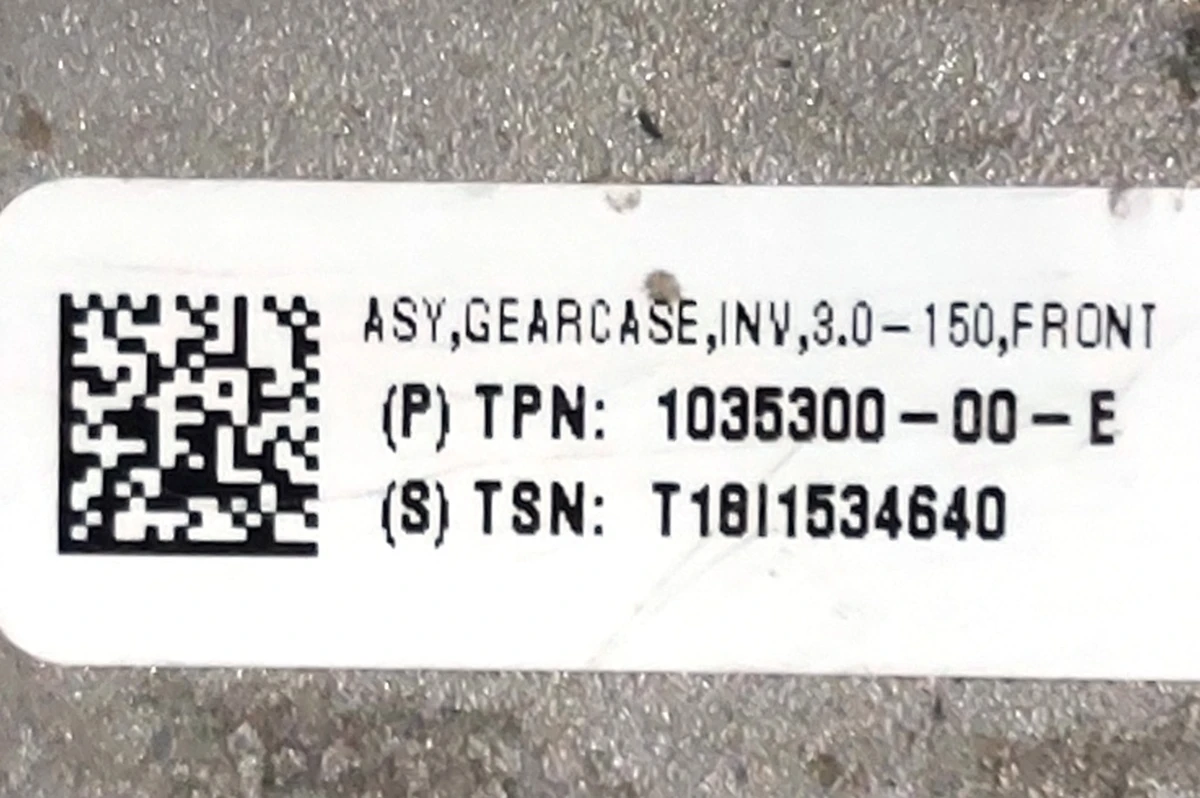 ASY,GEARCASE,INV,3.0-150,FRONT
(P) TPN: 1035300-00-E
(S) TSN: T18I1534640